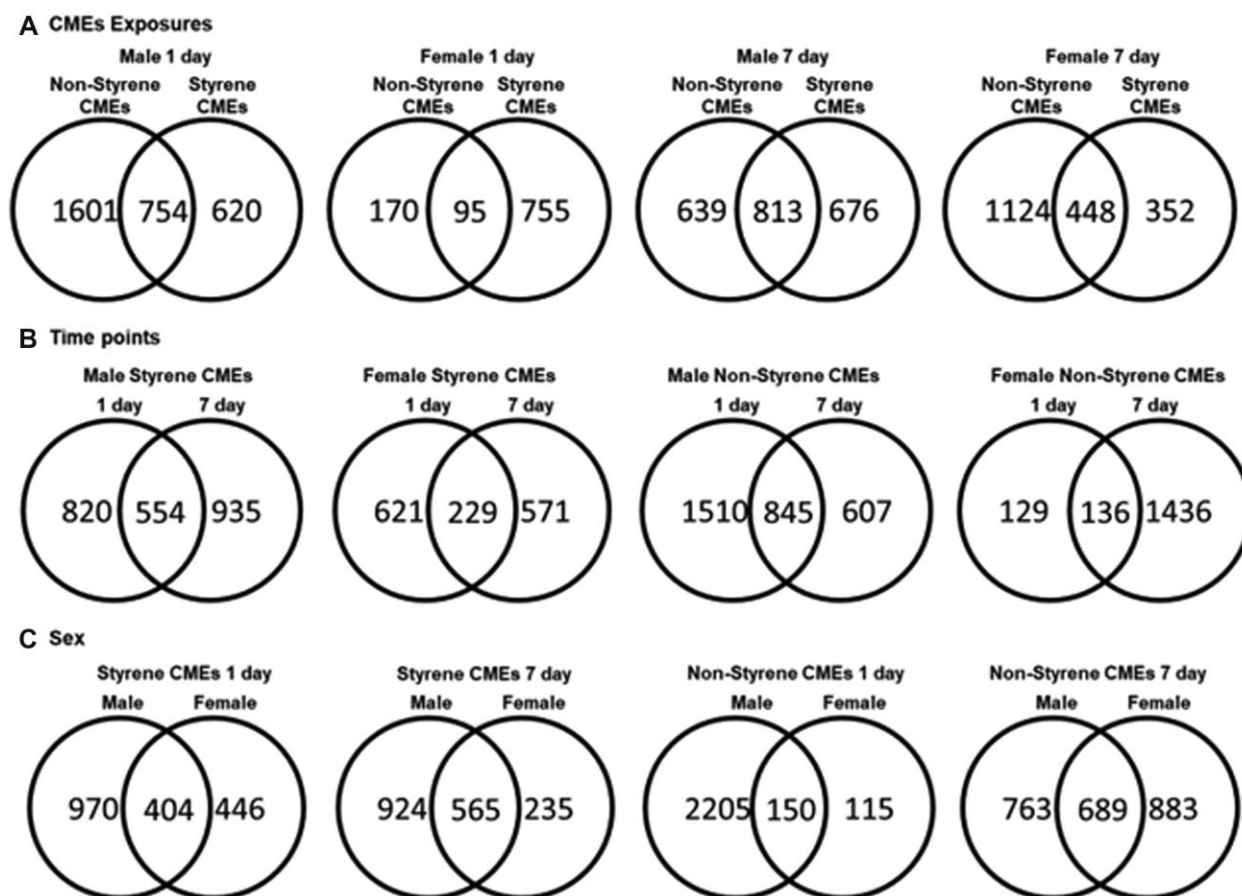 A CMEs Exposures
Male 1 day Female 1 day Male 7 day Female 7 day
Non-Styrene Styrene Non-Styrene Styrene Non-Styrene Styrene Non-Styrene Styrene
CMEs CMEs CMEs CMEs CMEs CMEs CMEs CMEs
1601 754 620 170 95 755 639 813 676 1124 448 352
B Time points
Male Styrene CMEs Female Styrene CMEs Male Non-Styrene CMEs Female Non-Styrene CMEs
1 day 7 day 1 day 7 day 1 day 7 day 1 day 7 day
820 554 935 621 229 571 1510 845 607 129 136 1436
C Sex
Styrene CMEs 1 day Styrene CMEs 7 day Non-Styrene CMEs 1 day Non-Styrene CMEs 7 day
Male Female Male Female Male Female Male Female
970 404 446 924 565 235 2205 150 115 763 689 883